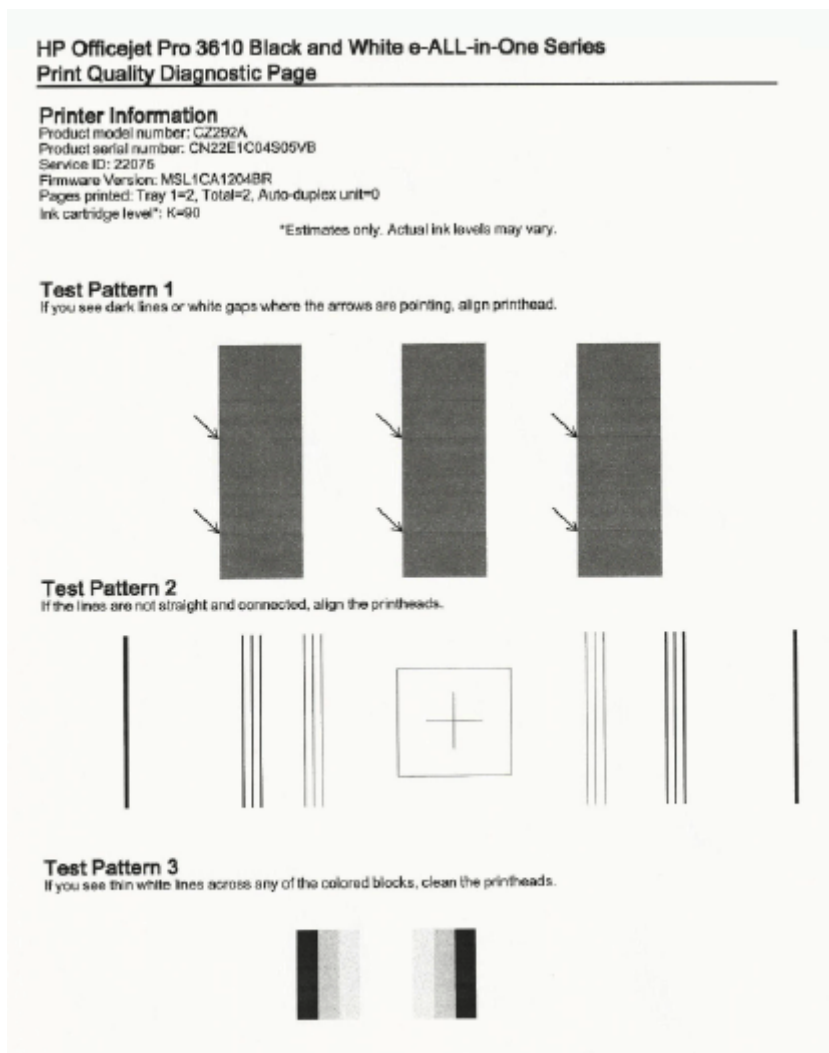 HP Officejet Pro 3610 Black and White e-ALL-in-One Series
Print Quality Diagnostic Page
Printer Information
Product model number: CZ292A
Product serial number: CN22E1C04S05VB
Service ID: 22075
Firmware Version: MSL1CA1204BR
Pages printed: Tray 1=2, Total=2, Auto-duplex unit=0
Ink cartridge level*: K=90
*Estimates only. Actual ink levels may vary.
Test Pattern 1
If you see dark lines or white gaps where the arrows are pointing, align printhead.
Test Pattern 2
If the lines are not straight and connected, align the printheads.
Test Pattern 3
If you see thin white lines across any of the colored blocks, clean the printheads.